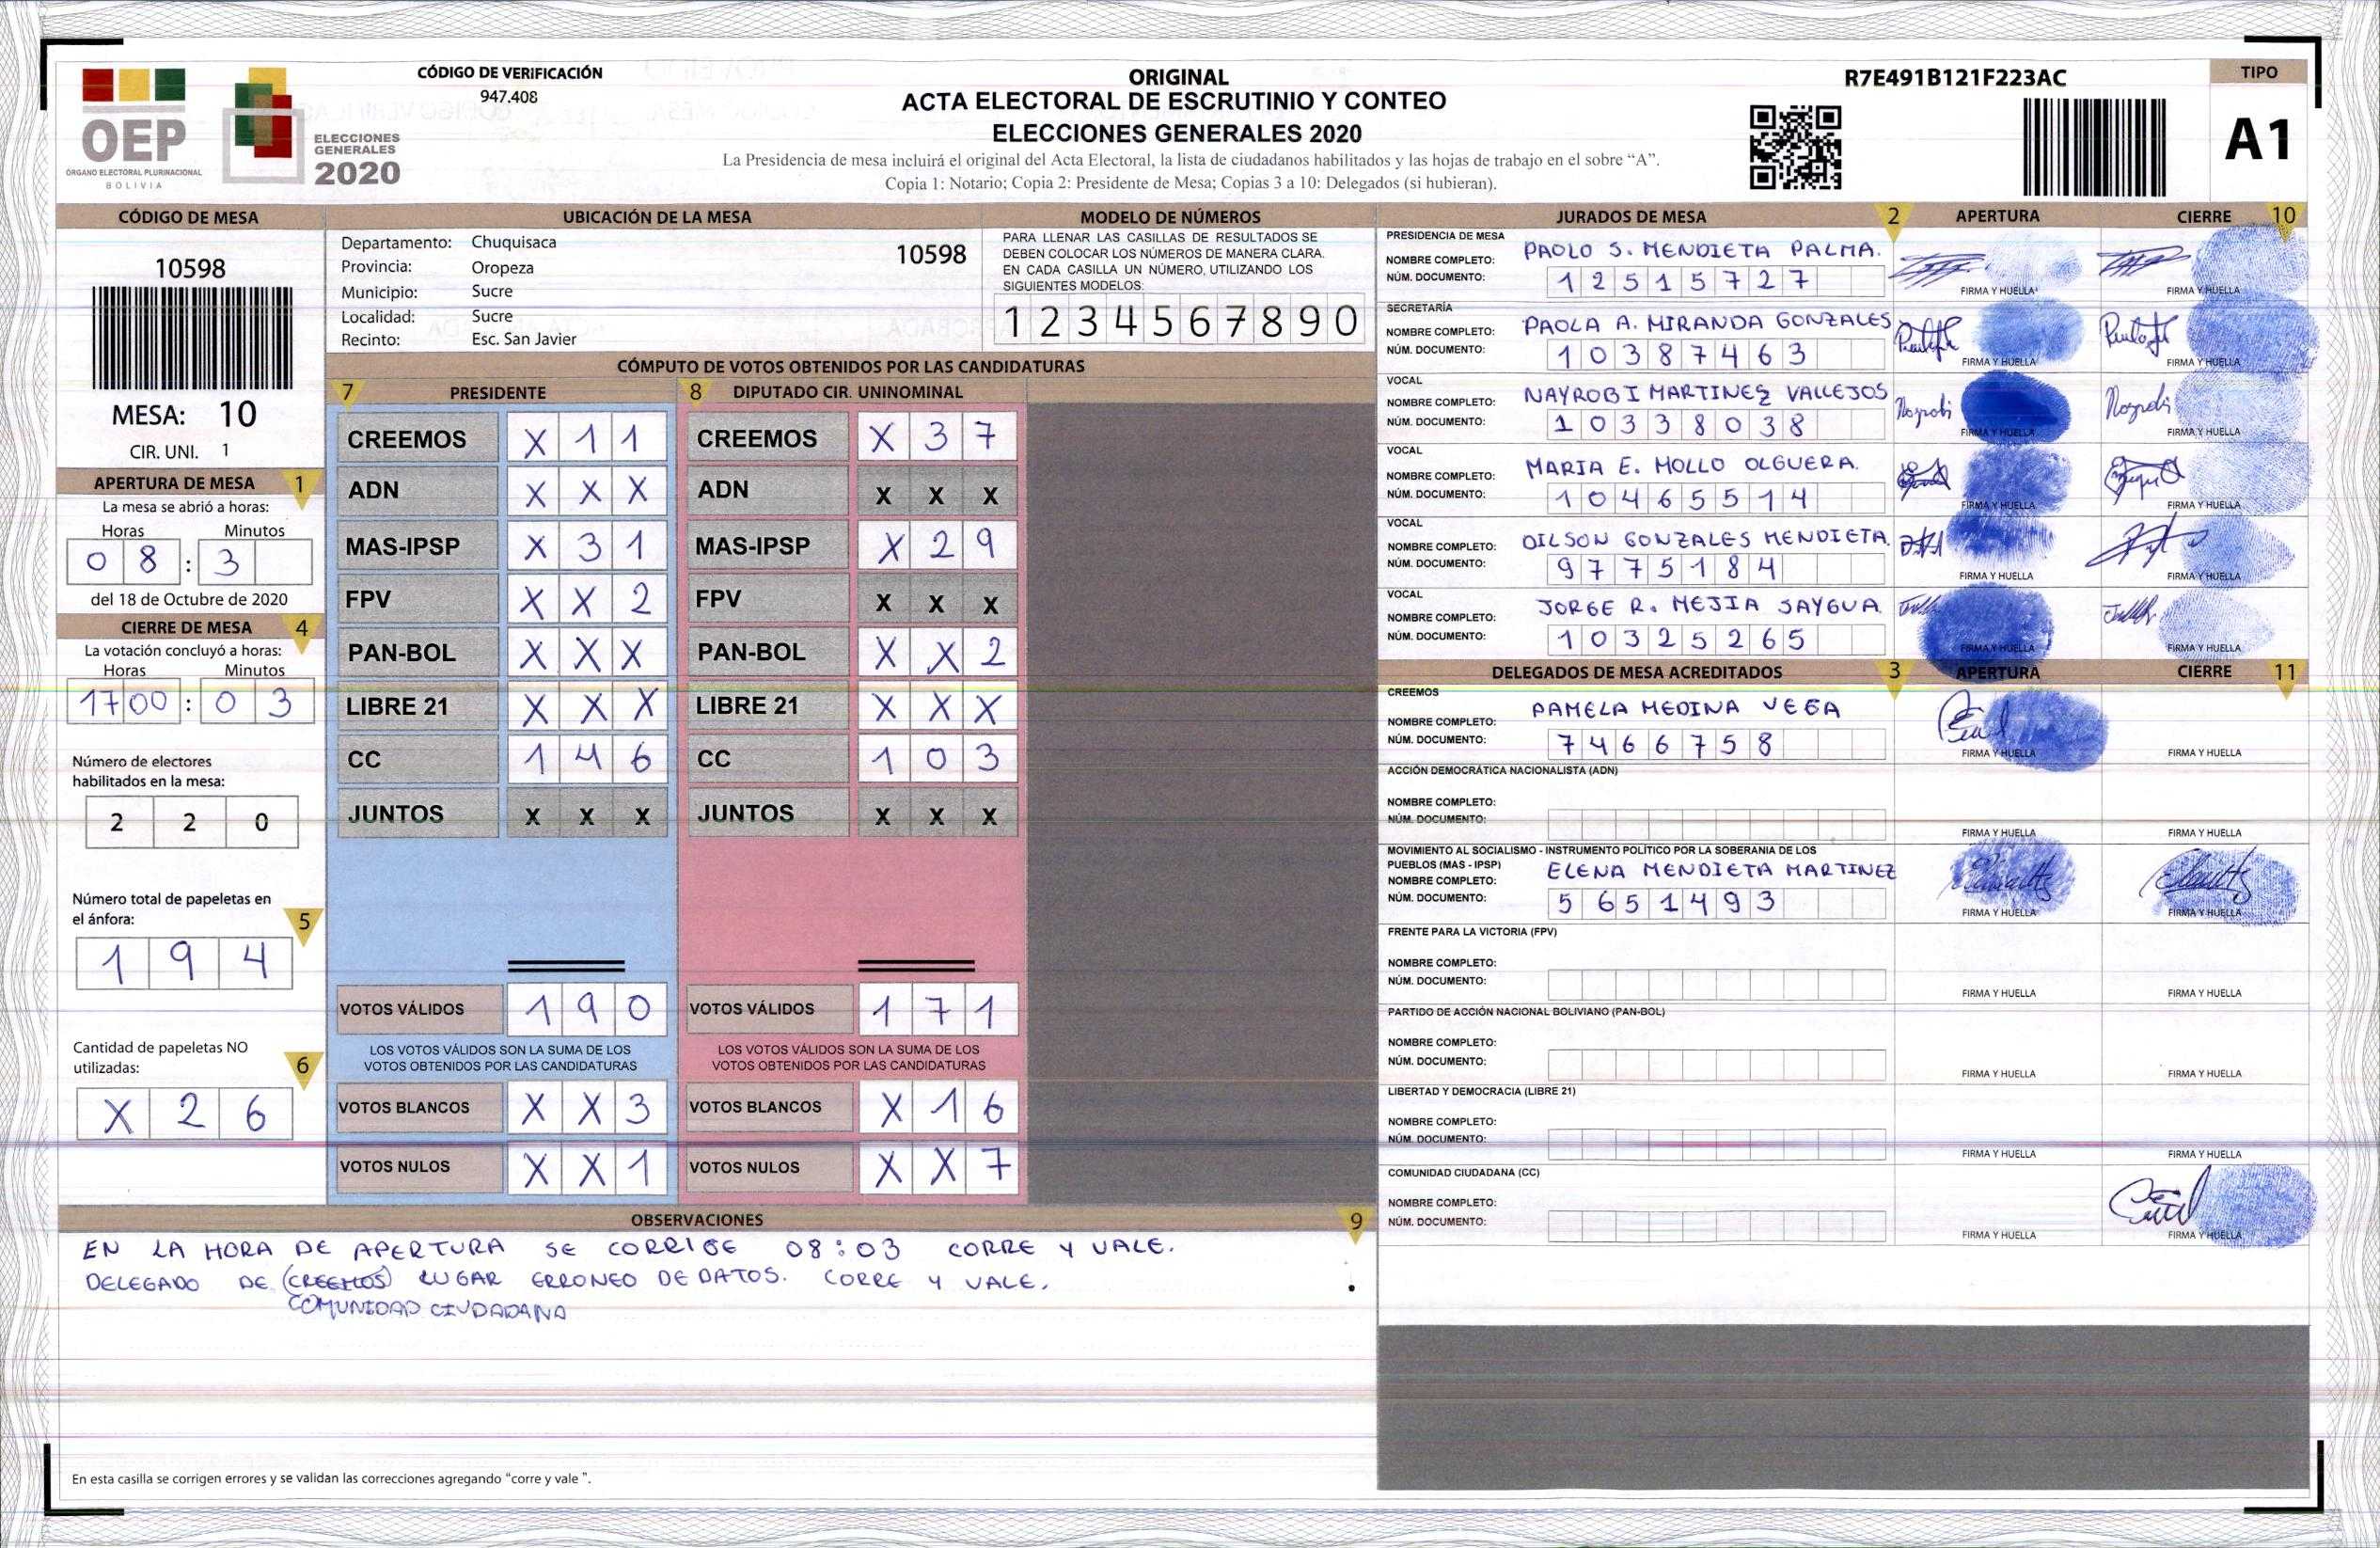 OEP
ÓRGANO ELECTORAL PLURINACIONAL
BOLIVIA
ELECCIONES
GENERALES
2020
CÓDIGO DE VERIFICACIÓN
947.408
ORIGINAL
ACTA ELECTORAL DE ESCRUTINIO Y CONTEO
ELECCIONES GENERALES 2020
La Presidencia de mesa incluirá el original del Acta Electoral, la lista de ciudadanos habilitados y las hojas de trabajo en el sobre “A”.
Copia 1: Notario; Copia 2: Presidente de Mesa; Copias 3 a 10: Delegados (si hubieran).
R7E491B121F223AC
TIPO
A1
CÓDIGO DE MESA
10598
MESA: 10
CIR. UNI. 1
APERTURA DE MESA 1
La mesa se abrió a horas:
Horas Minutos
0 8 : 3
del 18 de Octubre de 2020
CIERRE DE MESA 4
La votación concluyó a horas:
Horas Minutos
17 00 : 0 3
Número de electores
habilitados en la mesa:
2 2 0
Número total de papeletas en
el ánfora: 5
1 9 4
Cantidad de papeletas NO
utilizadas: 6
X 2 6
UBICACIÓN DE LA MESA
Departamento: Chuquisaca 10598
Provincia: Oropeza
Municipio: Sucre
Localidad: Sucre
Recinto: Esc. San Javier
MODELO DE NÚMEROS
PARA LLENAR LAS CASILLAS DE RESULTADOS SE
DEBEN COLOCAR LOS NÚMEROS DE MANERA CLARA.
EN CADA CASILLA UN NÚMERO, UTILIZANDO LOS
SIGUIENTES MODELOS:
1 2 3 4 5 6 7 8 9 0
CÓMPUTO DE VOTOS OBTENIDOS POR LAS CANDIDATURAS
7 PRESIDENTE 8 DIPUTADO CIR. UNINOMINAL
CREEMOS X 1 1 CREEMOS X 3 7
ADN X X X ADN X X X
MAS-IPSP X 3 1 MAS-IPSP X 2 9
FPV X X 2 FPV X X X
PAN-BOL X X X PAN-BOL X X 2
LIBRE 21 X X X LIBRE 21 X X X
CC 1 4 6 CC 1 0 3
JUNTOS X X X JUNTOS X X X
VOTOS VÁLIDOS 1 9 0 VOTOS VÁLIDOS 1 7 1
LOS VOTOS VÁLIDOS SON LA SUMA DE LOS LOS VOTOS VÁLIDOS SON LA SUMA DE LOS
VOTOS OBTENIDOS POR LAS CANDIDATURAS VOTOS OBTENIDOS POR LAS CANDIDATURAS
VOTOS BLANCOS X X 3 VOTOS BLANCOS X 1 6
VOTOS NULOS X X 1 VOTOS NULOS X X 7
OBSERVACIONES 9
EN LA HORA DE APERTURA SE CORRIGE 08:03 CORRE Y VALE.
DELEGADO DE (CREEMOS) LUGAR ERRONEO DE DATOS. CORRE Y VALE.
COMUNIDAD CIUDADANA
En esta casilla se corrigen errores y se validan las correcciones agregando “corre y vale ”.
JURADOS DE MESA 2 APERTURA CIERRE 10
PRESIDENCIA DE MESA
NOMBRE COMPLETO: PAOLO S. MENDIETA PALMA.
NÚM. DOCUMENTO: 1 2 5 1 5 7 2 7
FIRMA Y HUELLA FIRMA Y HUELLA
SECRETARÍA
NOMBRE COMPLETO: PAOLA A. MIRANDA GONZALES
NÚM. DOCUMENTO: 1 0 3 8 7 4 6 3
FIRMA Y HUELLA FIRMA Y HUELLA
VOCAL
NOMBRE COMPLETO: NAYROBI MARTINEZ VALLEJOS
NÚM. DOCUMENTO: 1 0 3 3 8 0 3 8
FIRMA Y HUELLA FIRMA Y HUELLA
VOCAL
NOMBRE COMPLETO: MARIA E. MOLLO OLGUERA.
NÚM. DOCUMENTO: 1 0 4 6 5 5 1 4
FIRMA Y HUELLA FIRMA Y HUELLA
VOCAL
NOMBRE COMPLETO: DILSON GONZALES MENDIETA.
NÚM. DOCUMENTO: 9 7 7 5 1 8 4
FIRMA Y HUELLA FIRMA Y HUELLA
VOCAL
NOMBRE COMPLETO: JORGE R. MEJIA SAYGUA
NÚM. DOCUMENTO: 1 0 3 2 5 2 6 5
FIRMA Y HUELLA FIRMA Y HUELLA
DELEGADOS DE MESA ACREDITADOS 3 APERTURA CIERRE 11
CREEMOS
NOMBRE COMPLETO: PAMELA MEDINA VEGA
NÚM. DOCUMENTO: 7 4 6 6 7 5 8
FIRMA Y HUELLA FIRMA Y HUELLA
ACCIÓN DEMOCRÁTICA NACIONALISTA (ADN)
NOMBRE COMPLETO:
NÚM. DOCUMENTO:
FIRMA Y HUELLA FIRMA Y HUELLA
MOVIMIENTO AL SOCIALISMO - INSTRUMENTO POLÍTICO POR LA SOBERANIA DE LOS
PUEBLOS (MAS - IPSP)
NOMBRE COMPLETO: ELENA MENDIETA MARTINEZ
NÚM. DOCUMENTO: 5 6 5 1 4 9 3
FIRMA Y HUELLA FIRMA Y HUELLA
FRENTE PARA LA VICTORIA (FPV)
NOMBRE COMPLETO:
NÚM. DOCUMENTO:
FIRMA Y HUELLA FIRMA Y HUELLA
PARTIDO DE ACCIÓN NACIONAL BOLIVIANO (PAN-BOL)
NOMBRE COMPLETO:
NÚM. DOCUMENTO:
FIRMA Y HUELLA FIRMA Y HUELLA
LIBERTAD Y DEMOCRACIA (LIBRE 21)
NOMBRE COMPLETO:
NÚM. DOCUMENTO:
FIRMA Y HUELLA FIRMA Y HUELLA
COMUNIDAD CIUDADANA (CC)
NOMBRE COMPLETO:
NÚM. DOCUMENTO:
FIRMA Y HUELLA FIRMA Y HUELLA